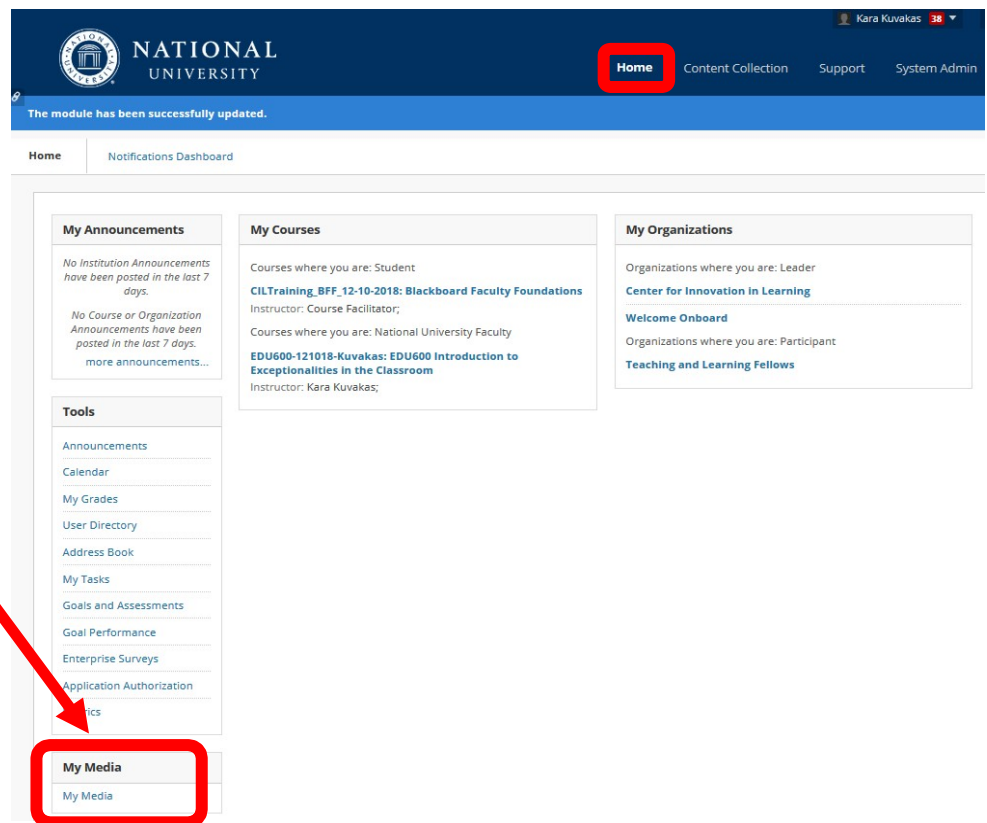 Kara Kuvakas 38
NATIONAL
UNIVERSITY
Home Content Collection Support System Admin
The module has been successfully updated.
Home Notifications Dashboard
My Announcements
No Institution Announcements
have been posted in the last 7
days.
No Course or Organization
Announcements have been
posted in the last 7 days.
more announcements...
My Courses
Courses where you are: Student
CILTraining_BFF_12-10-2018: Blackboard Faculty Foundations
Instructor: Course Facilitator;
Courses where you are: National University Faculty
EDU600-121018-Kuvakas: EDU600 Introduction to
Exceptionalities in the Classroom
Instructor: Kara Kuvakas;
My Organizations
Organizations where you are: Leader
Center for Innovation in Learning
Welcome Onboard
Organizations where you are: Participant
Teaching and Learning Fellows
Tools
Announcements
Calendar
My Grades
User Directory
Address Book
My Tasks
Goals and Assessments
Goal Performance
Enterprise Surveys
Application Authorization
My Media
My Media